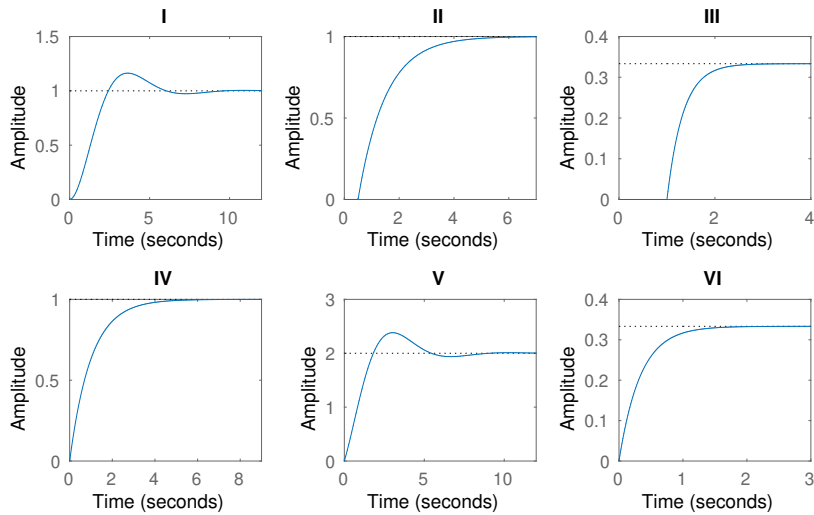 I
1.5
1
0.5
0
Amplitude
0 5 10
Time (seconds)
II
1
0.5
0
Amplitude
0 2 4 6
Time (seconds)
III
0.4
0.3
0.2
0.1
0
Amplitude
0 2 4
Time (seconds)
IV
1
0.5
0
Amplitude
0 2 4 6 8
Time (seconds)
V
3
2
1
0
Amplitude
0 5 10
Time (seconds)
VI
0.4
0.3
0.2
0.1
0
Amplitude
0 1 2 3
Time (seconds)